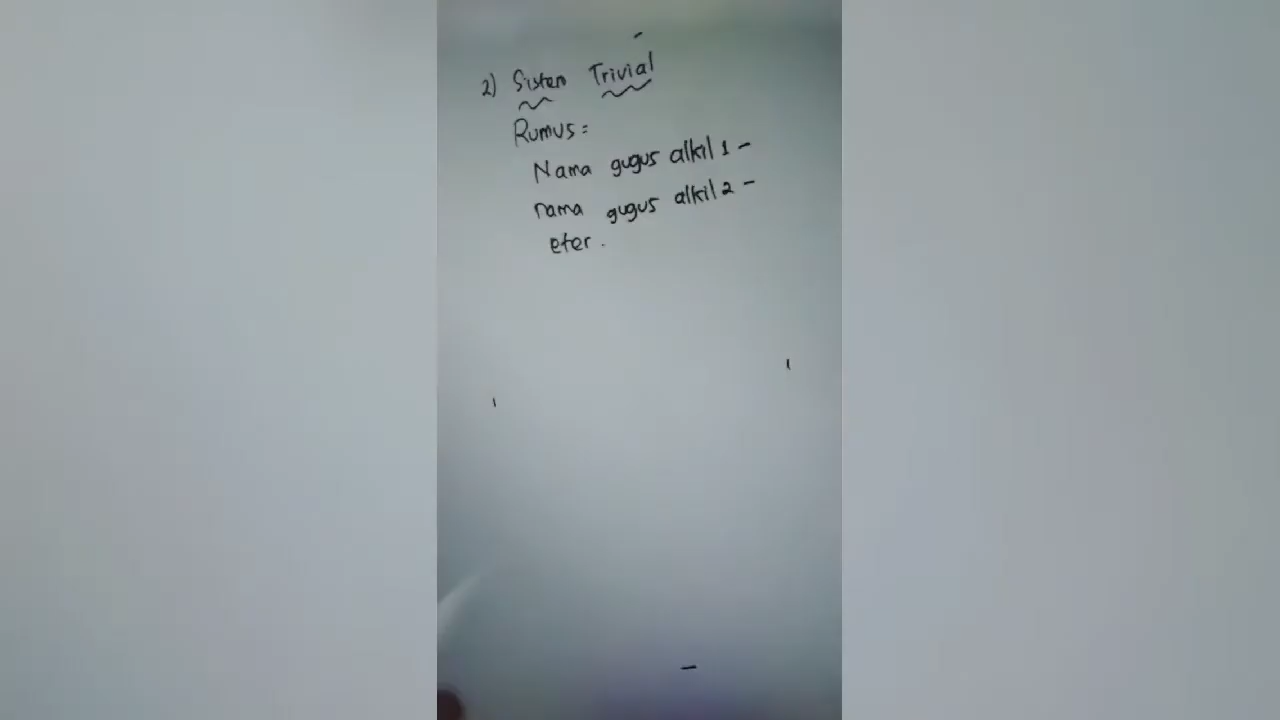 2) Sistem Trivial
Rumus :
Nama gugus alkil 1 -
nama gugus alkil 2 -
eter .